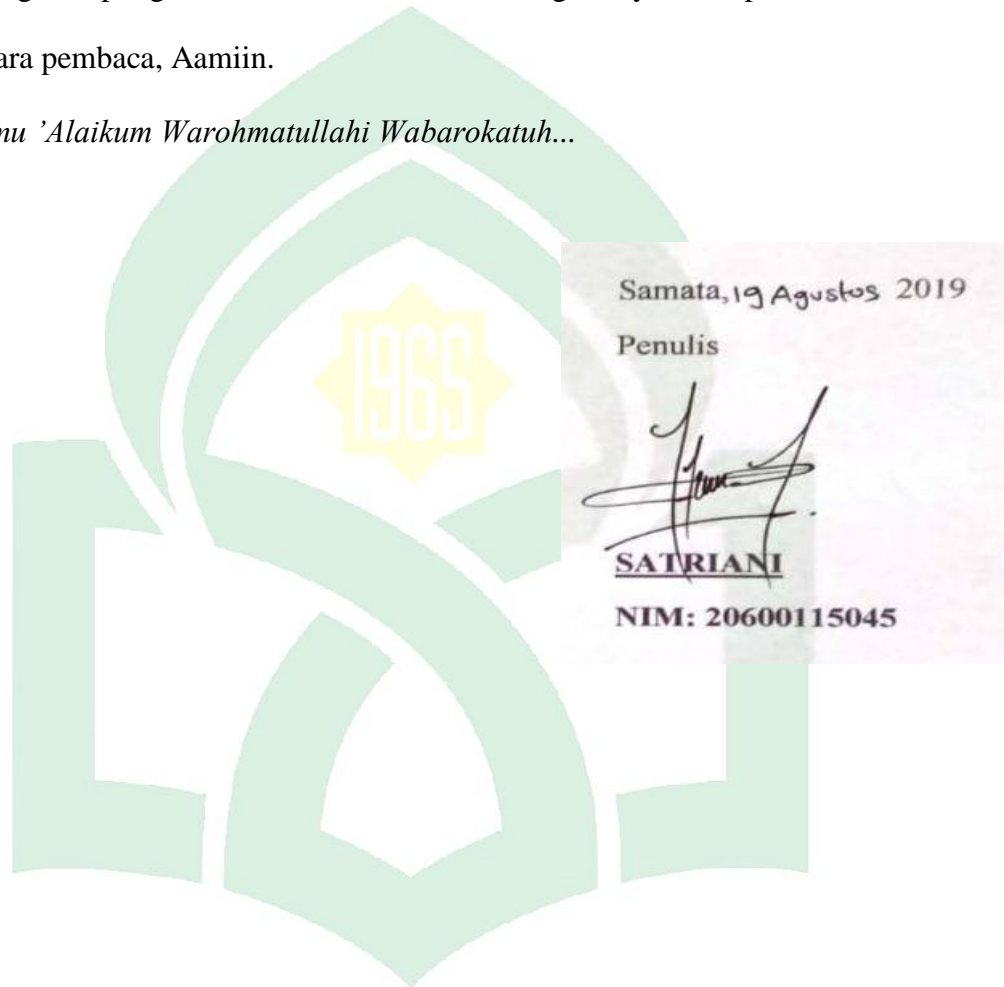 ara pembaca, Aamiin.
mu ’Alaikum Warohmatullahi Wabarokatuh...
1965
Samata, 19 Agustus 2019
Penulis
SATRIANI
NIM: 20600115045